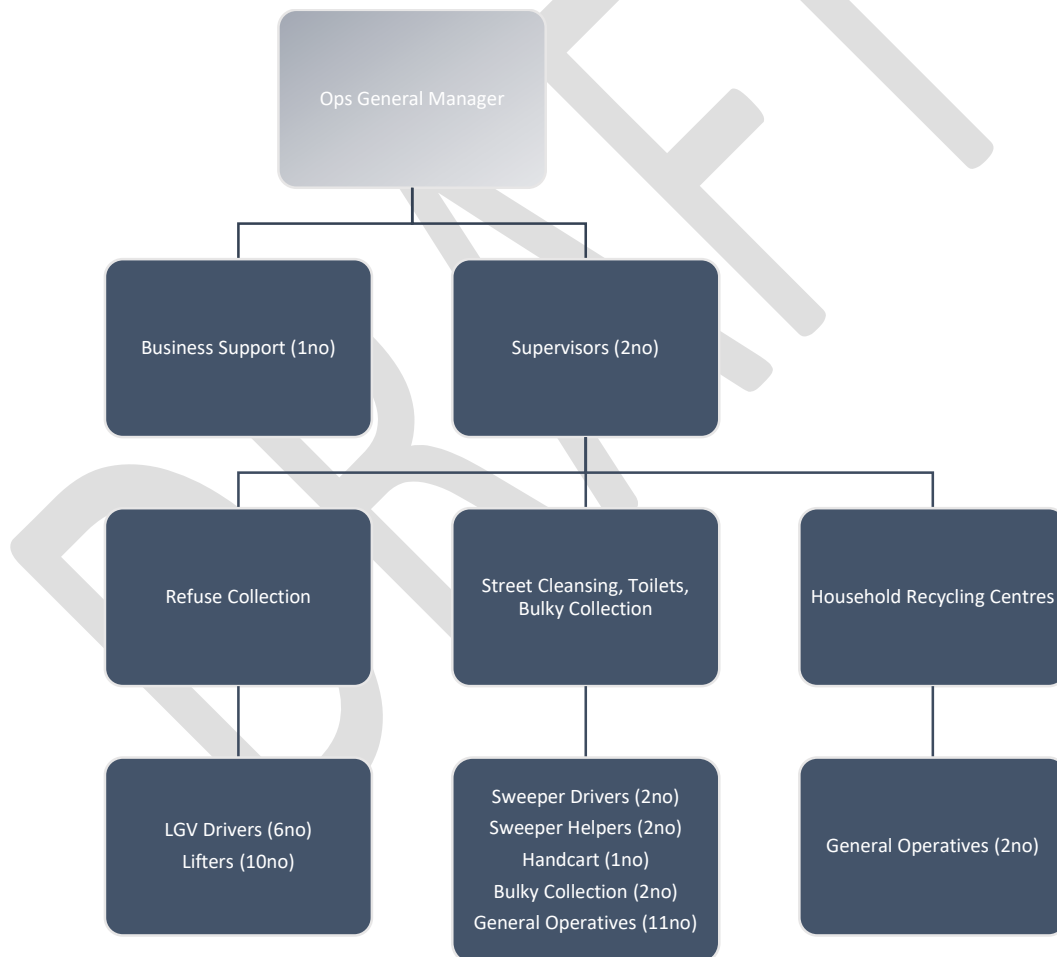 Ops General Manager
Business Support (1no)
Supervisors (2no)
Refuse Collection
Street Cleansing, Toilets,
Bulky Collection
Household Recycling Centres
LGV Drivers (6no)
Lifters (10no)
Sweeper Drivers (2no)
Sweeper Helpers (2no)
Handcart (1no)
Bulky Collection (2no)
General Operatives (11no)
General Operatives (2no)
DRAFT